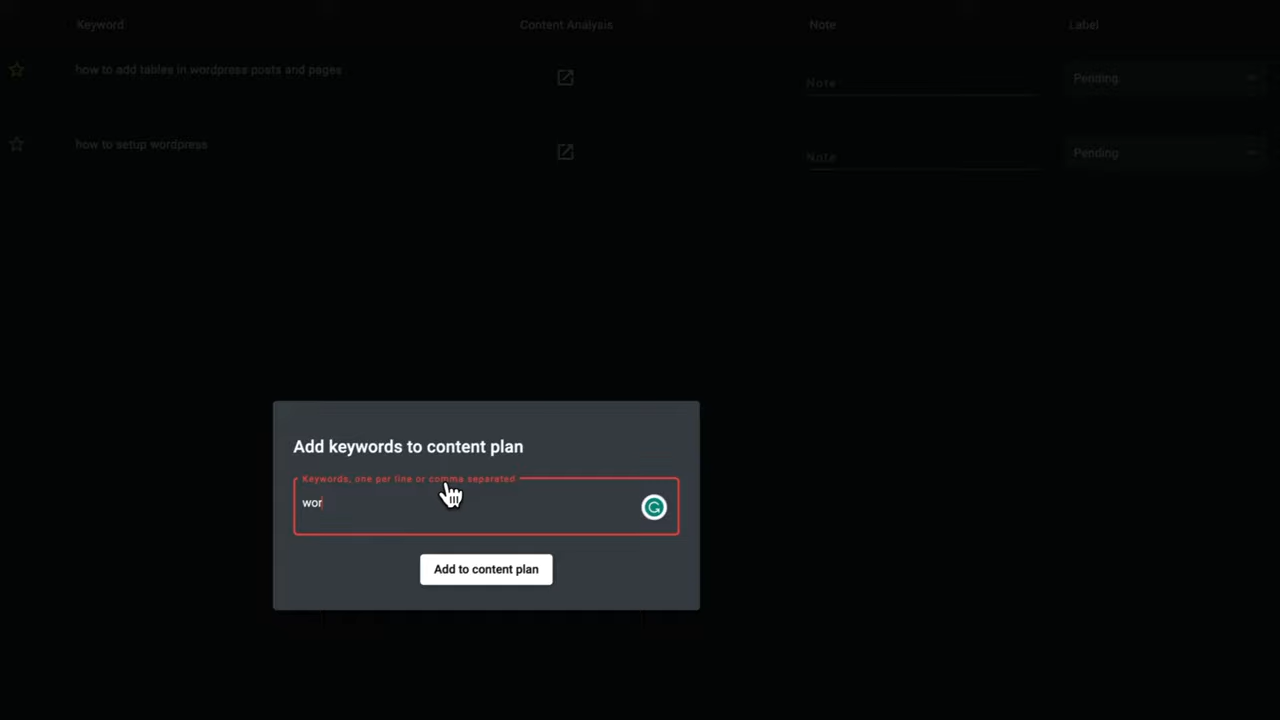 Keyword Content Analysis Note Label
how to add tables in wordpress posts and pages Note Pending
how to setup wordpress Note Pending
Add keywords to content plan
Keywords, one per line or comma separated
wor
Add to content plan